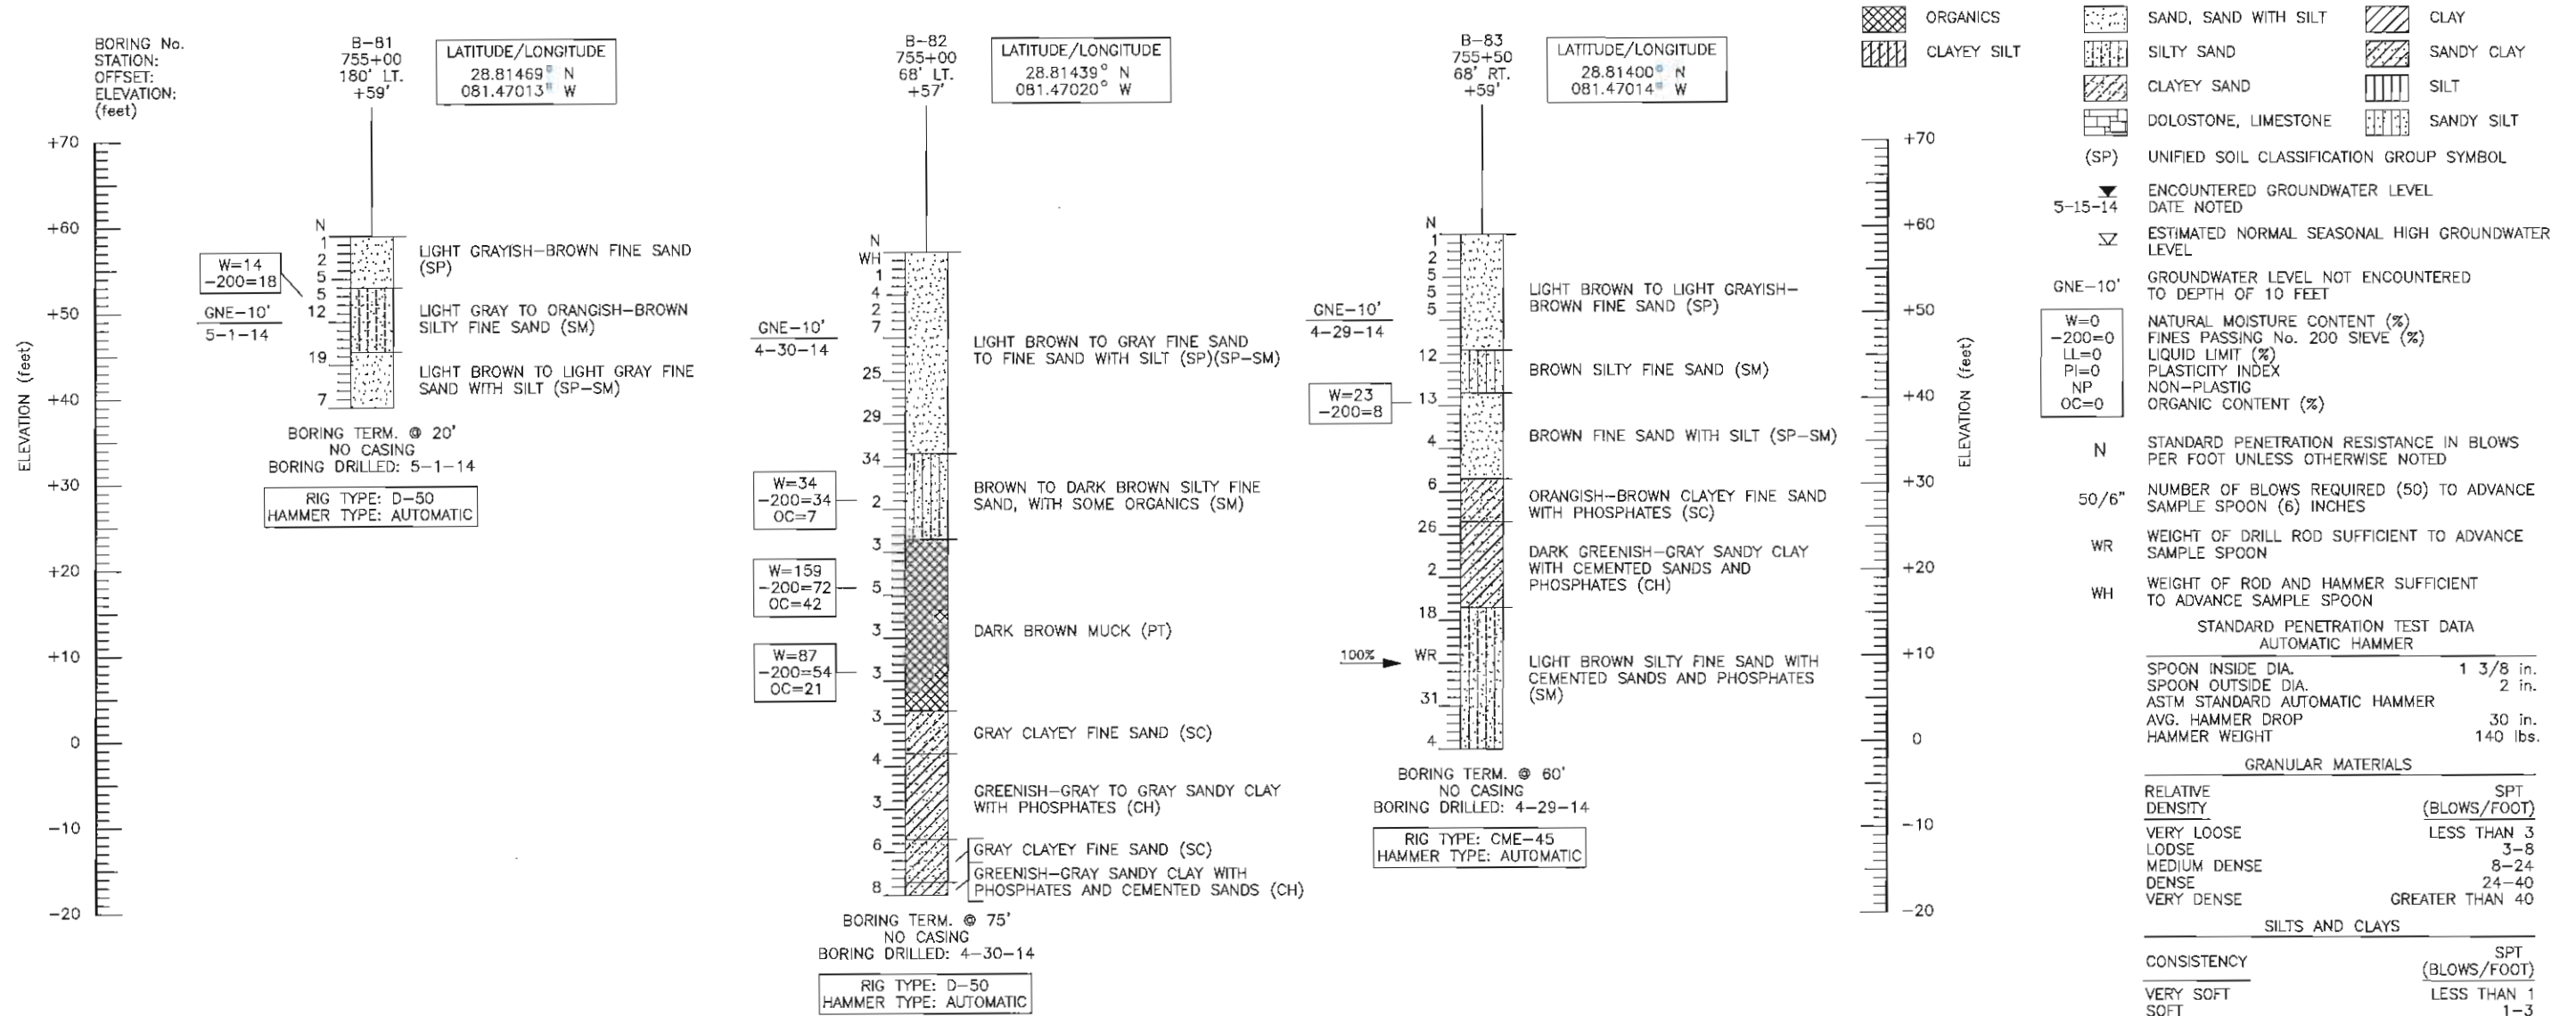 BORING No.
STATION:
OFFSET:
ELEVATION:
(feet)
B-81
755+00
180' LT.
+59'
LATITUDE/LONGITUDE
28.81469° N
081.47013° W
B-82
755+00
68' LT.
+57'
LATITUDE/LONGITUDE
28.81439° N
081.47020° W
B-83
755+50
68' RT.
+59'
LATITUDE/LONGITUDE
28.81400° N
081.47014° W
ELEVATION (feet)
+70
+60
+50
+40
+30
+20
+10
0
-10
-20
N
1
2
5
5
12
19
7
W=14
-200=18
GNE-10'
5-1-14
LIGHT GRAYISH-BROWN FINE SAND
(SP)
LIGHT GRAY TO ORANGISH-BROWN
SILTY FINE SAND (SM)
LIGHT BROWN TO LIGHT GRAY FINE
SAND WITH SILT (SP-SM)
BORING TERM. @ 20'
NO CASING
BORING DRILLED: 5-1-14
RIG TYPE: D-50
HAMMER TYPE: AUTOMATIC
N
WH
1
4
2
7
25
29
34
2
3
5
3
3
3
4
3
6
8
GNE-10'
4-30-14
W=34
-200=34
OC=7
W=159
-200=72
OC=42
W=87
-200=54
OC=21
LIGHT BROWN TO GRAY FINE SAND
TO FINE SAND WITH SILT (SP)(SP-SM)
BROWN TO DARK BROWN SILTY FINE
SAND, WITH SOME ORGANICS (SM)
DARK BROWN MUCK (PT)
GRAY CLAYEY FINE SAND (SC)
GREENISH-GRAY TO GRAY SANDY CLAY
WITH PHOSPHATES (CH)
GRAY CLAYEY FINE SAND (SC)
GREENISH-GRAY SANDY CLAY WITH
PHOSPHATES AND CEMENTED SANDS (CH)
BORING TERM. @ 75'
NO CASING
BORING DRILLED: 4-30-14
RIG TYPE: D-50
HAMMER TYPE: AUTOMATIC
N
1
2
5
5
5
12
13
4
6
26
2
18
WR
31
4
GNE-10'
4-29-14
W=23
-200=8
100%
LIGHT BROWN TO LIGHT GRAYISH-
BROWN FINE SAND (SP)
BROWN SILTY FINE SAND (SM)
BROWN FINE SAND WITH SILT (SP-SM)
ORANGISH-BROWN CLAYEY FINE SAND
WITH PHOSPHATES (SC)
DARK GREENISH-GRAY SANDY CLAY
WITH CEMENTED SANDS AND
PHOSPHATES (CH)
LIGHT BROWN SILTY FINE SAND WITH
CEMENTED SANDS AND PHOSPHATES
(SM)
BORING TERM. @ 60'
NO CASING
BORING DRILLED: 4-29-14
RIG TYPE: CME-45
HAMMER TYPE: AUTOMATIC
+70
+60
+50
+40
+30
+20
+10
0
-10
-20
ELEVATION (feet)
ORGANICS
SAND, SAND WITH SILT
CLAY
CLAYEY SILT
SILTY SAND
SANDY CLAY
CLAYEY SAND
SILT
DOLOSTONE, LIMESTONE
SANDY SILT
(SP) UNIFIED SOIL CLASSIFICATION GROUP SYMBOL
ENCOUNTERED GROUNDWATER LEVEL
5-15-14 DATE NOTED
ESTIMATED NORMAL SEASONAL HIGH GROUNDWATER
LEVEL
GNE-10' GROUNDWATER LEVEL NOT ENCOUNTERED
TO DEPTH OF 10 FEET
W=0 NATURAL MOISTURE CONTENT (%)
-200=0 FINES PASSING No. 200 SIEVE (%)
LL=0 LIQUID LIMIT (%)
PI=0 PLASTICITY INDEX
NP NON-PLASTIC
OC=0 ORGANIC CONTENT (%)
N STANDARD PENETRATION RESISTANCE IN BLOWS
PER FOOT UNLESS OTHERWISE NOTED
50/6" NUMBER OF BLOWS REQUIRED (50) TO ADVANCE
SAMPLE SPOON (6) INCHES
WR WEIGHT OF DRILL ROD SUFFICIENT TO ADVANCE
SAMPLE SPOON
WH WEIGHT OF ROD AND HAMMER SUFFICIENT
TO ADVANCE SAMPLE SPOON
STANDARD PENETRATION TEST DATA
AUTOMATIC HAMMER
SPOON INSIDE DIA. 1 3/8 in.
SPOON OUTSIDE DIA. 2 in.
ASTM STANDARD AUTOMATIC HAMMER
AVG. HAMMER DROP 30 in.
HAMMER WEIGHT 140 lbs.
GRANULAR MATERIALS
RELATIVE SPT
DENSITY (BLOWS/FOOT)
VERY LOOSE LESS THAN 3
LOOSE 3-8
MEDIUM DENSE 8-24
DENSE 24-40
VERY DENSE GREATER THAN 40
SILTS AND CLAYS
SPT
CONSISTENCY (BLOWS/FOOT)
VERY SOFT LESS THAN 1
SOFT 1-3